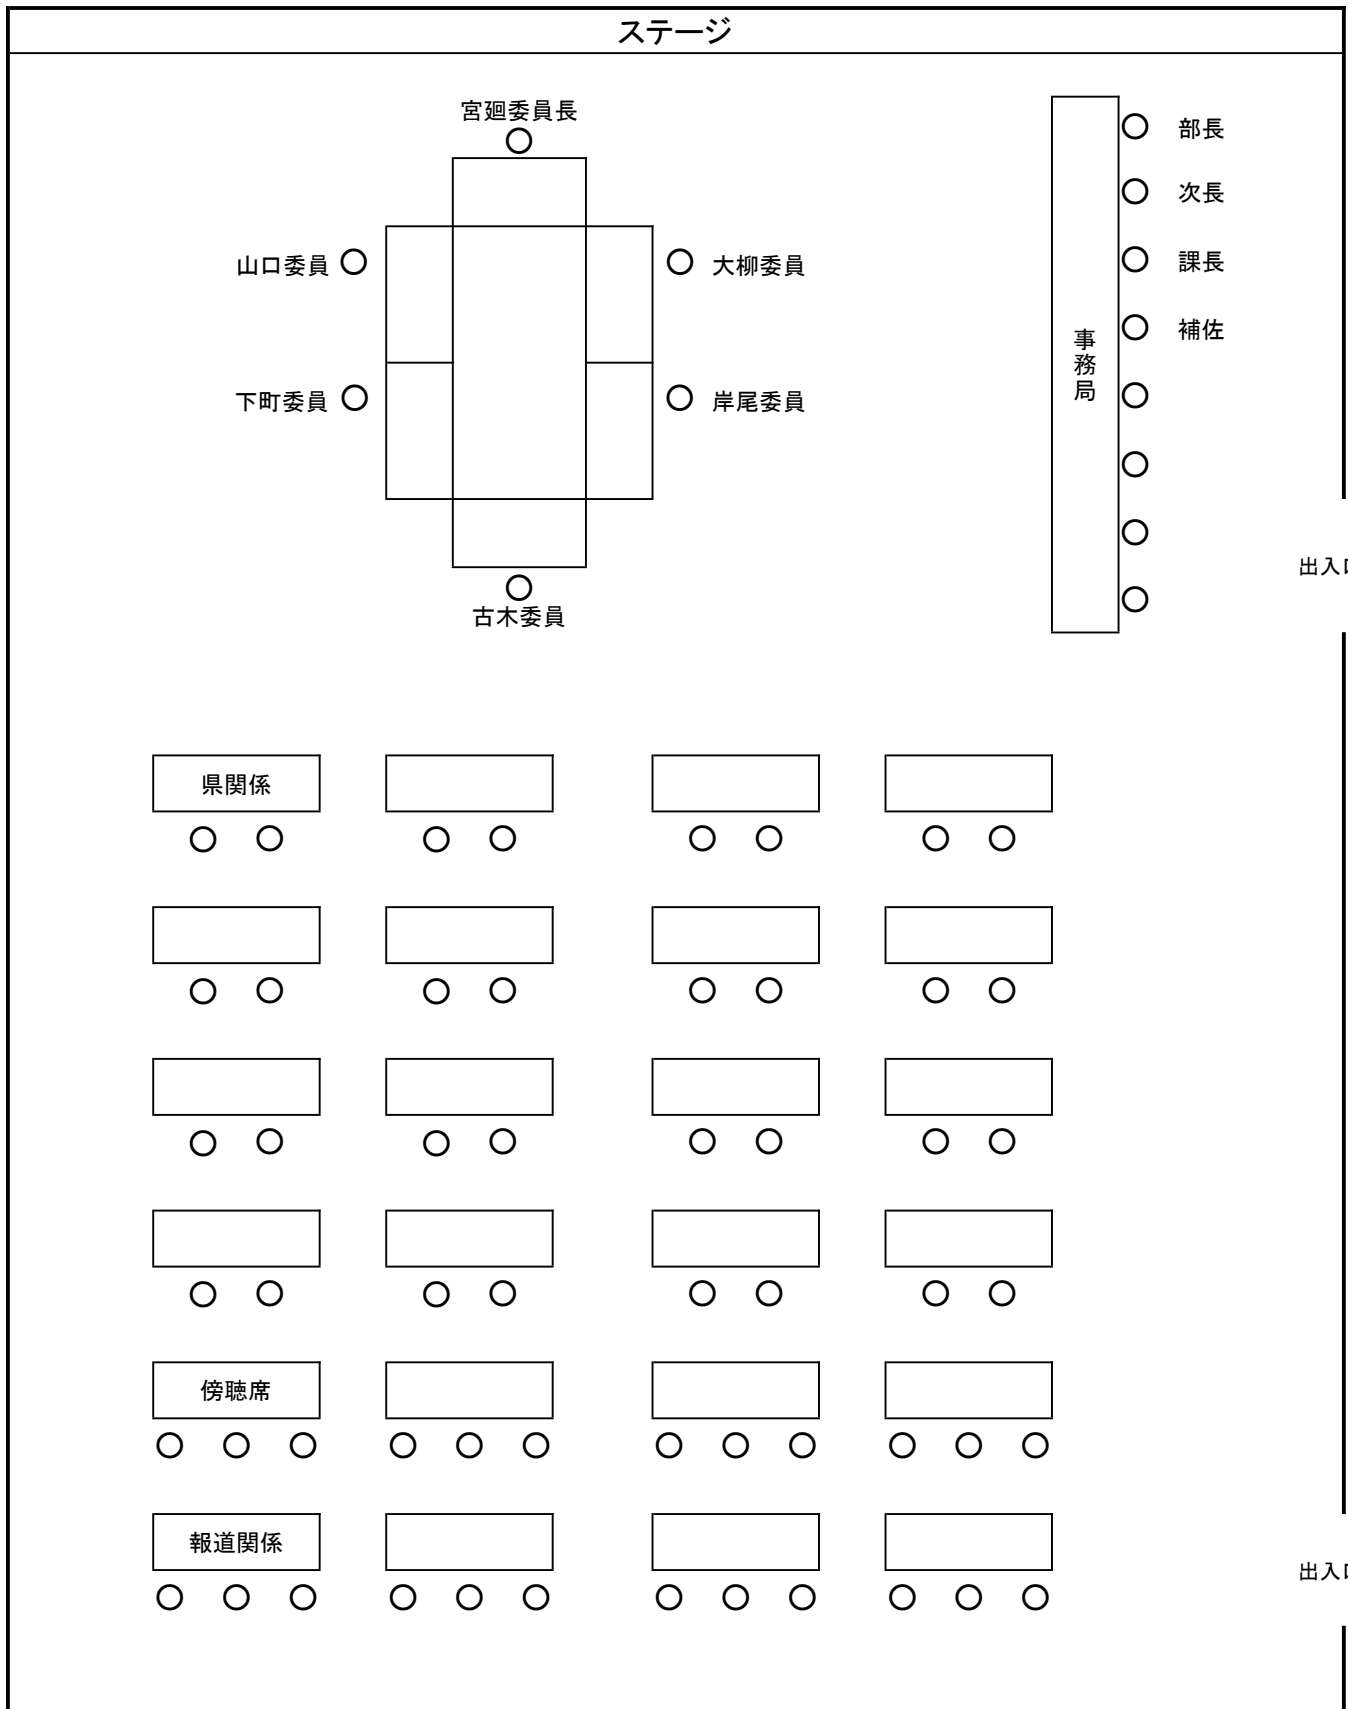 ステージ
宮廻委員長
部長
次長
山口委員
大柳委員
課長
補佐
事務局
下町委員
岸尾委員
出入口
古木委員
県関係
傍聴席
報道関係
出入口